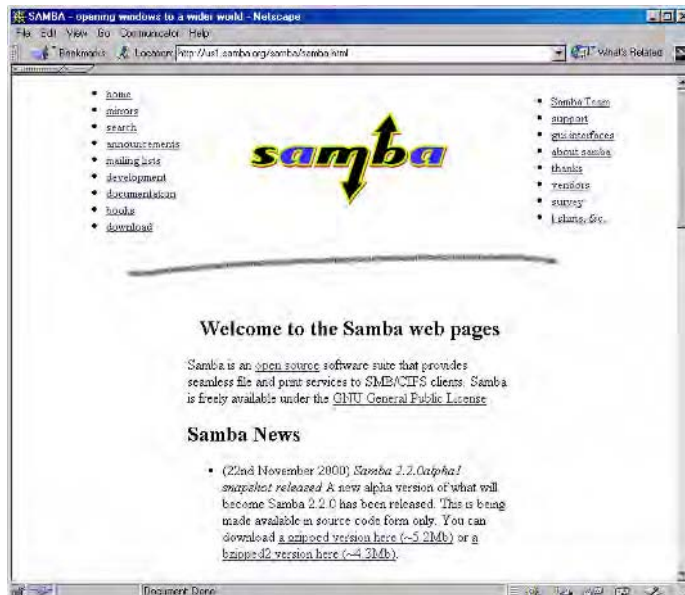 SAMBA - opening windows to a wider world - Netscape
File Edit View Go Communicator Help
Bookmarks Location: http://us1.samba.org/samba/samba.html What's Related
home
mirrors
search
announcements
mailing lists
development
documentation
books
download
samba
Samba Team
support
gui interfaces
about samba
thanks
vendors
survey
t shirts, &c.
Welcome to the Samba web pages
Samba is an open source software suite that provides
seamless file and print services to SMB/CIFS clients. Samba
is freely available under the GNU General Public License
Samba News
(22nd November 2000) Samba 2.2.0alpha1
snapshot released A new alpha version of what will
become Samba 2.2.0 has been released. This is being
made available in source code form only. You can
download a gzipped version here (~5.2Mb) or a
bzipped2 version here (~4.3Mb).
Document: Done